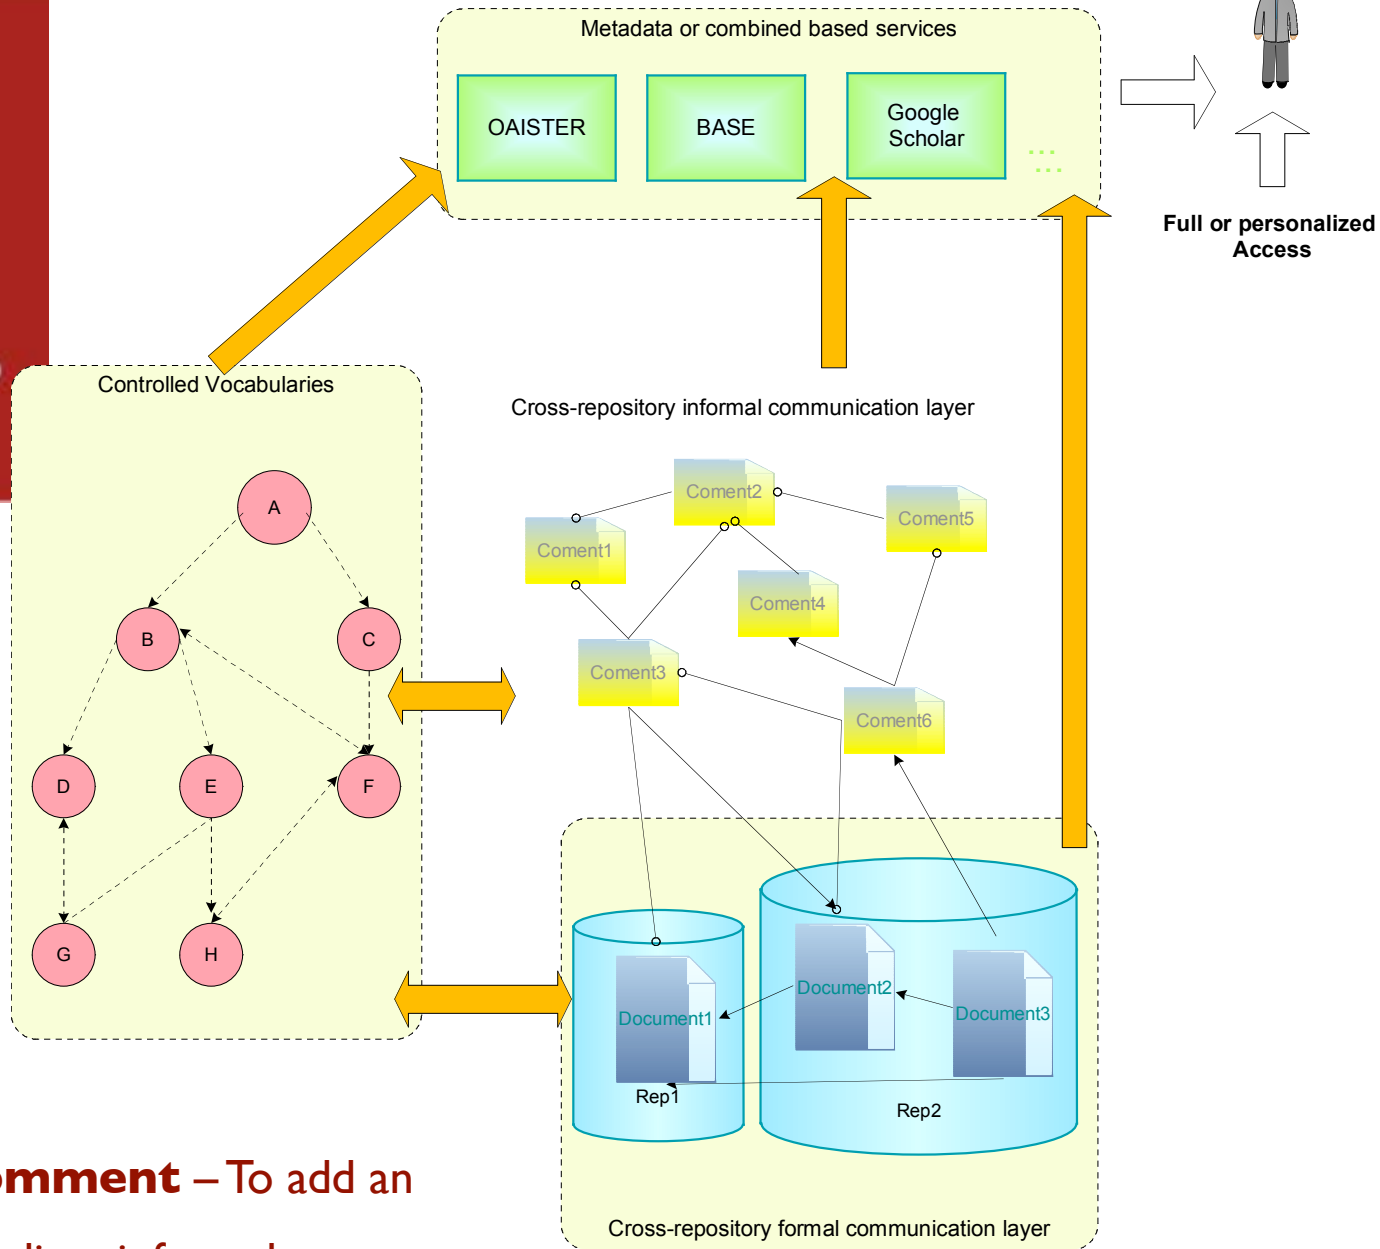 Metadata or combined based services
OAISTER
BASE
Google
Scholar
...
...
Full or personalized
Access
Controlled Vocabularies
Cross-repository informal communication layer
A
B
C
D
E
F
G
H
Coment2
Coment5
Coment1
Coment4
Coment3
Coment6
Document2
Document3
Document1
Rep1
Rep2
omment – To add an
Cross-repository formal communication layer